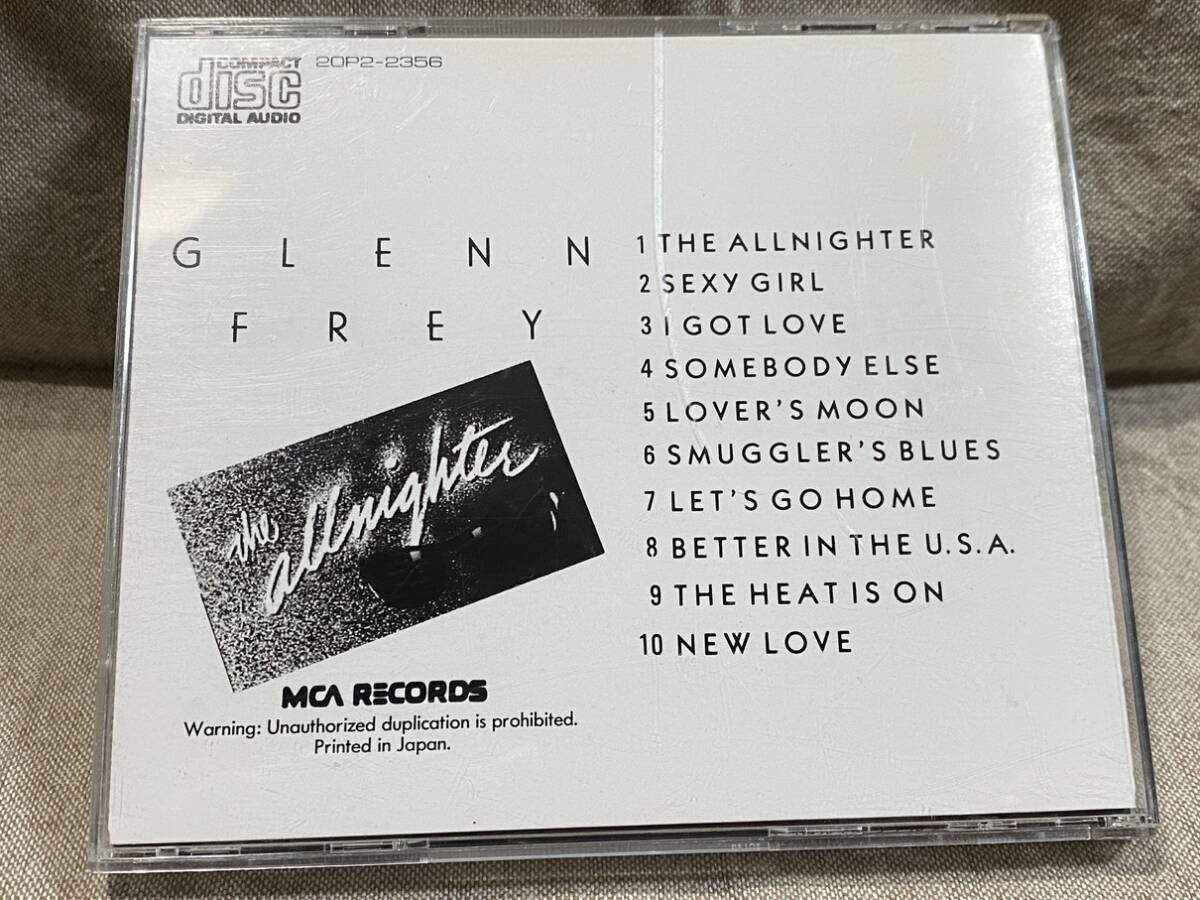 COMPACT
disc
DIGITAL AUDIO
20P2-2356
GLENN
FREY
the
allnighter
1 THE ALLNIGHTER
2 SEXY GIRL
3 I GOT LOVE
4 SOMEBODY ELSE
5 LOVER'S MOON
6 SMUGGLER'S BLUES
7 LET'S GO HOME
8 BETTER IN THE U.S.A.
9 THE HEAT IS ON
10 NEW LOVE
MCA RECORDS
Warning: Unauthorized duplication is prohibited.
Printed in Japan.